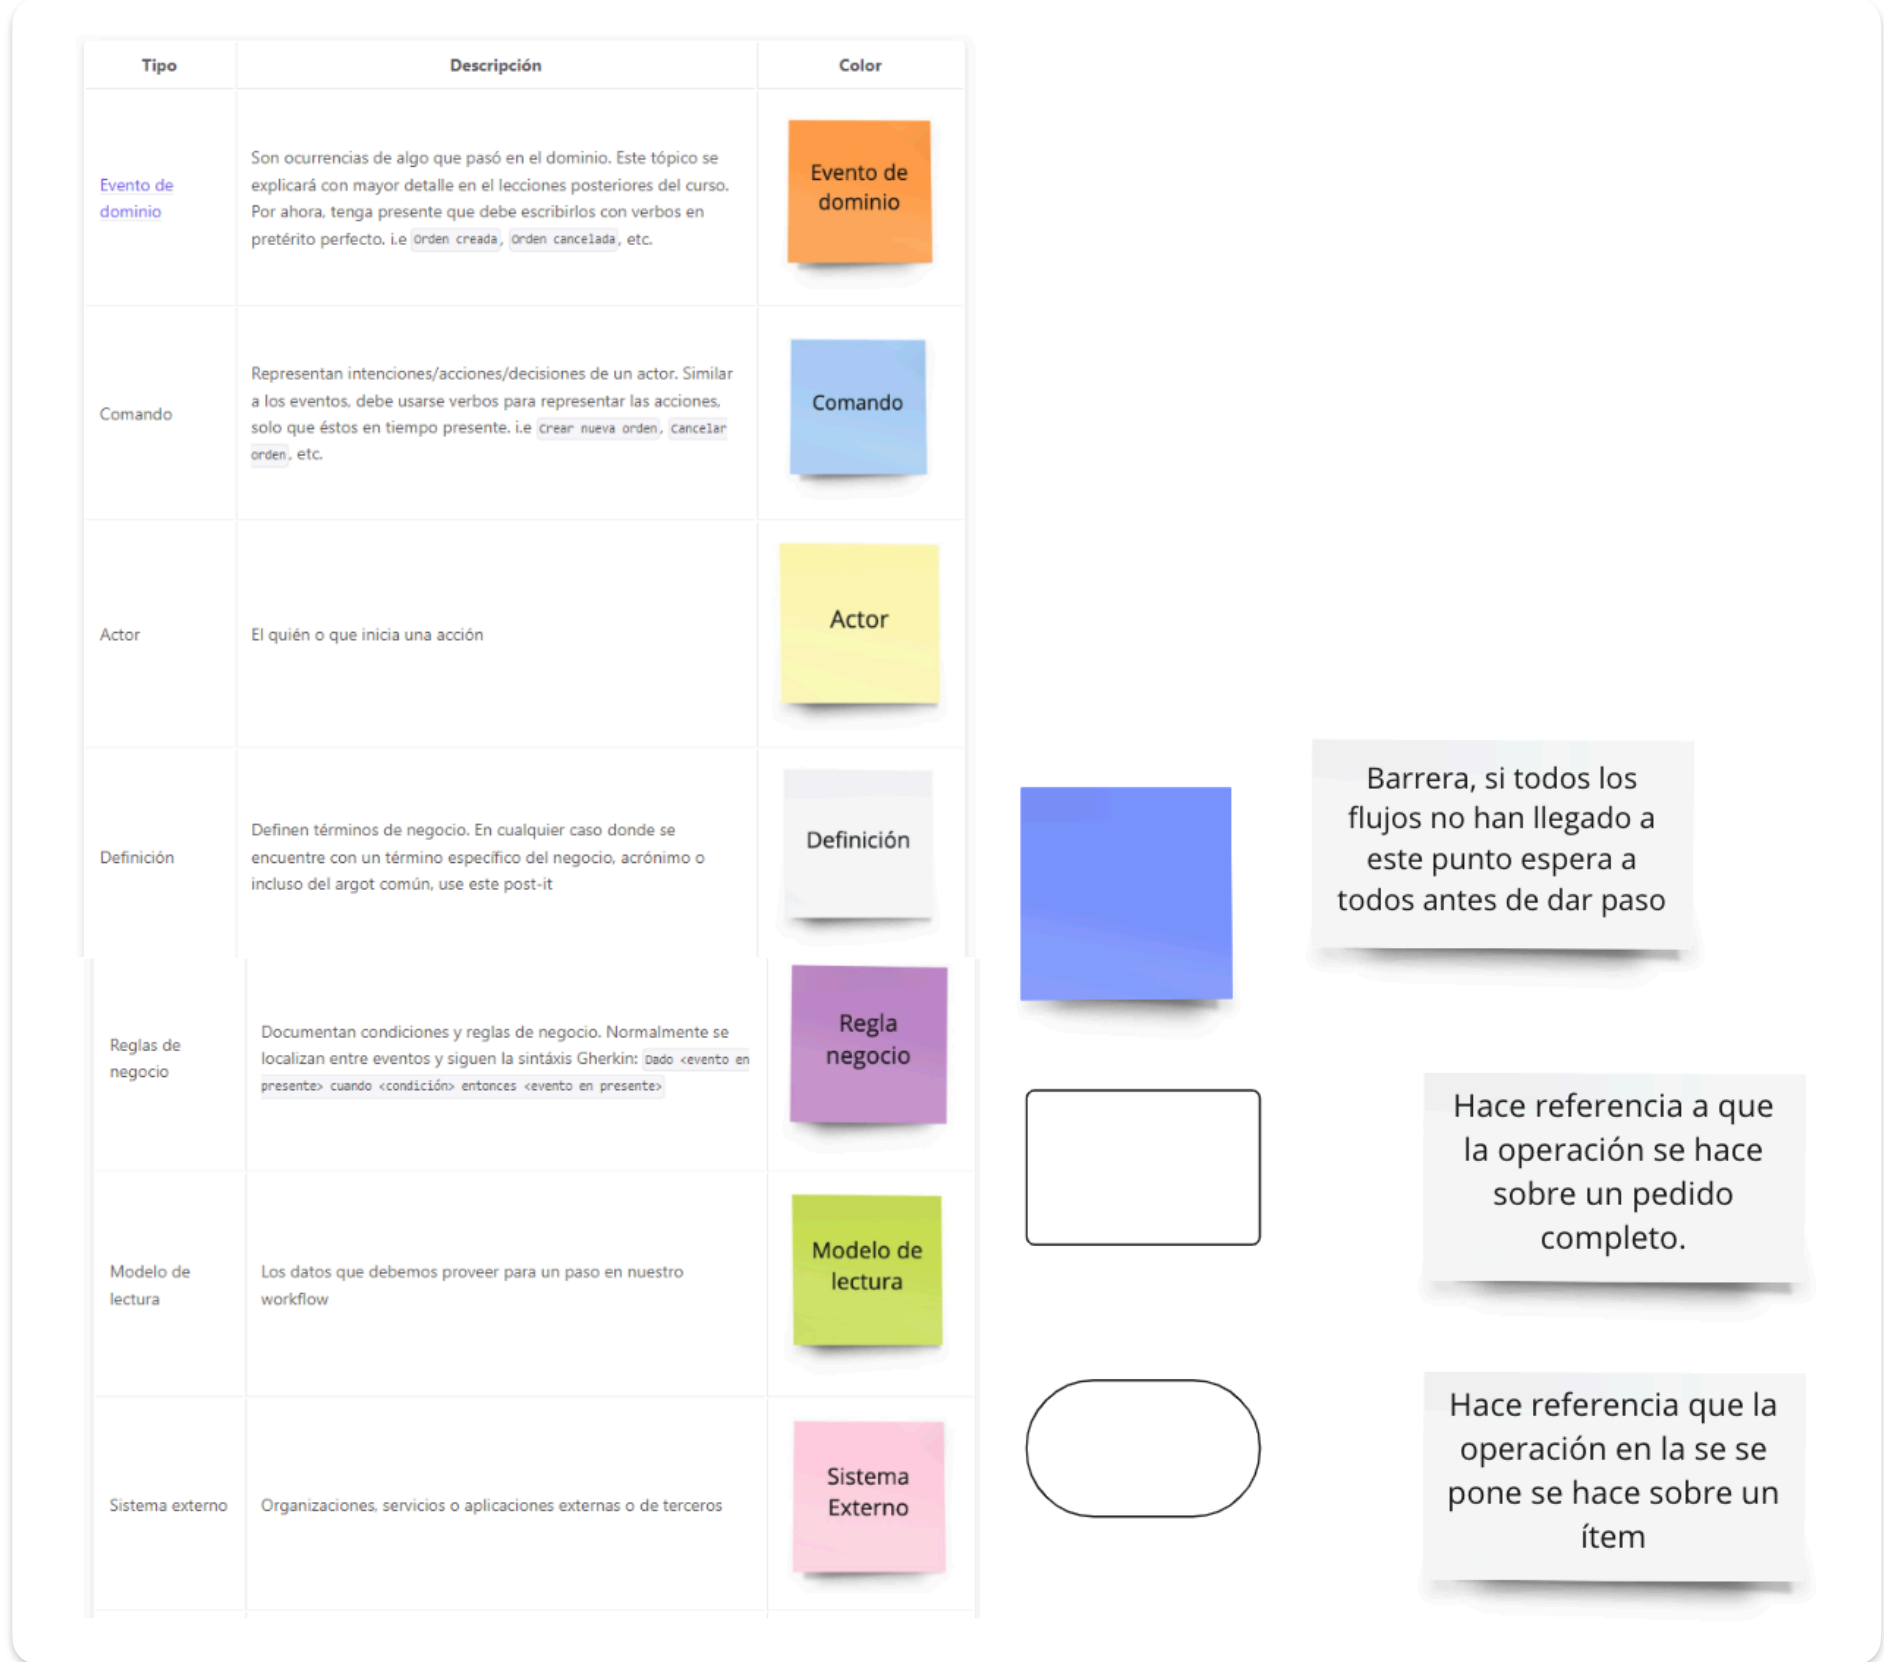 Tipo
Descripción
Color
Evento de
dominio
Son ocurrencias de algo que pasó en el dominio. Este tópico se
explicará con mayor detalle en el lecciones posteriores del curso.
Por ahora, tenga presente que debe escribirlos con verbos en
pretérito perfecto. i.e Orden creada, Orden cancelada, etc.
Evento de
dominio
Comando
Representan intenciones/acciones/decisiones de un actor. Similar
a los eventos, debe usarse verbos para representar las acciones,
solo que éstos en tiempo presente. i.e Crear nueva orden, Cancelar
orden, etc.
Comando
Actor
El quién o que inicia una acción
Actor
Definición
Definen términos de negocio. En cualquier caso donde se
encuentre con un término específico del negocio, acrónimo o
incluso del argot común, use este post-it
Definición
Barrera, si todos los
flujos no han llegado a
este punto espera a
todos antes de dar paso
Reglas de
negocio
Documentan condiciones y reglas de negocio. Normalmente se
localizan entre eventos y siguen la sintáxis Gherkin: Dado <evento en
presente> cuando <condición> entonces <evento en presente>
Regla
negocio
Hace referencia a que
la operación se hace
sobre un pedido
completo.
Modelo de
lectura
Los datos que debemos proveer para un paso en nuestro
workflow
Modelo de
lectura
Sistema externo
Organizaciones, servicios o aplicaciones externas o de terceros
Sistema
Externo
Hace referencia que la
operación en la se se
pone se hace sobre un
ítem